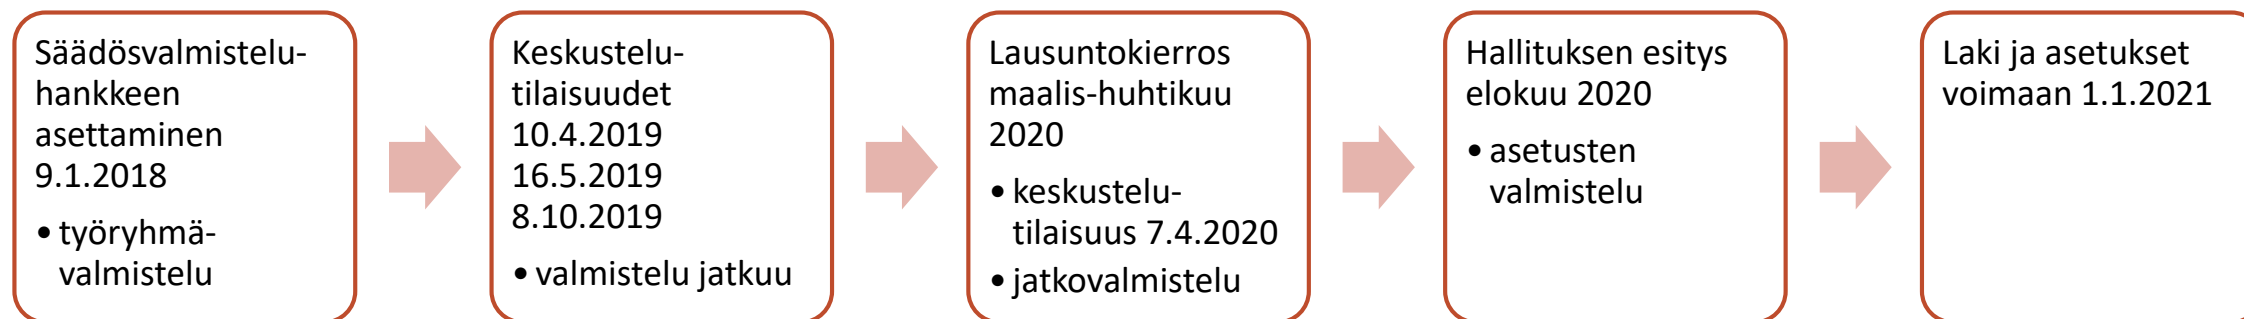 Säädösvalmistelu-
hankkeen
asettaminen
9.1.2018
• työryhmä-
valmistelu
Keskustelu-
tilaisuudet
10.4.2019
16.5.2019
8.10.2019
• valmistelu jatkuu
Lausuntokierros
maalis-huhtikuu
2020
• keskustelu-
tilaisuus 7.4.2020
• jatkovalmistelu
Hallituksen esitys
elokuu 2020
• asetusten
valmistelu
Laki ja asetukset
voimaan 1.1.2021